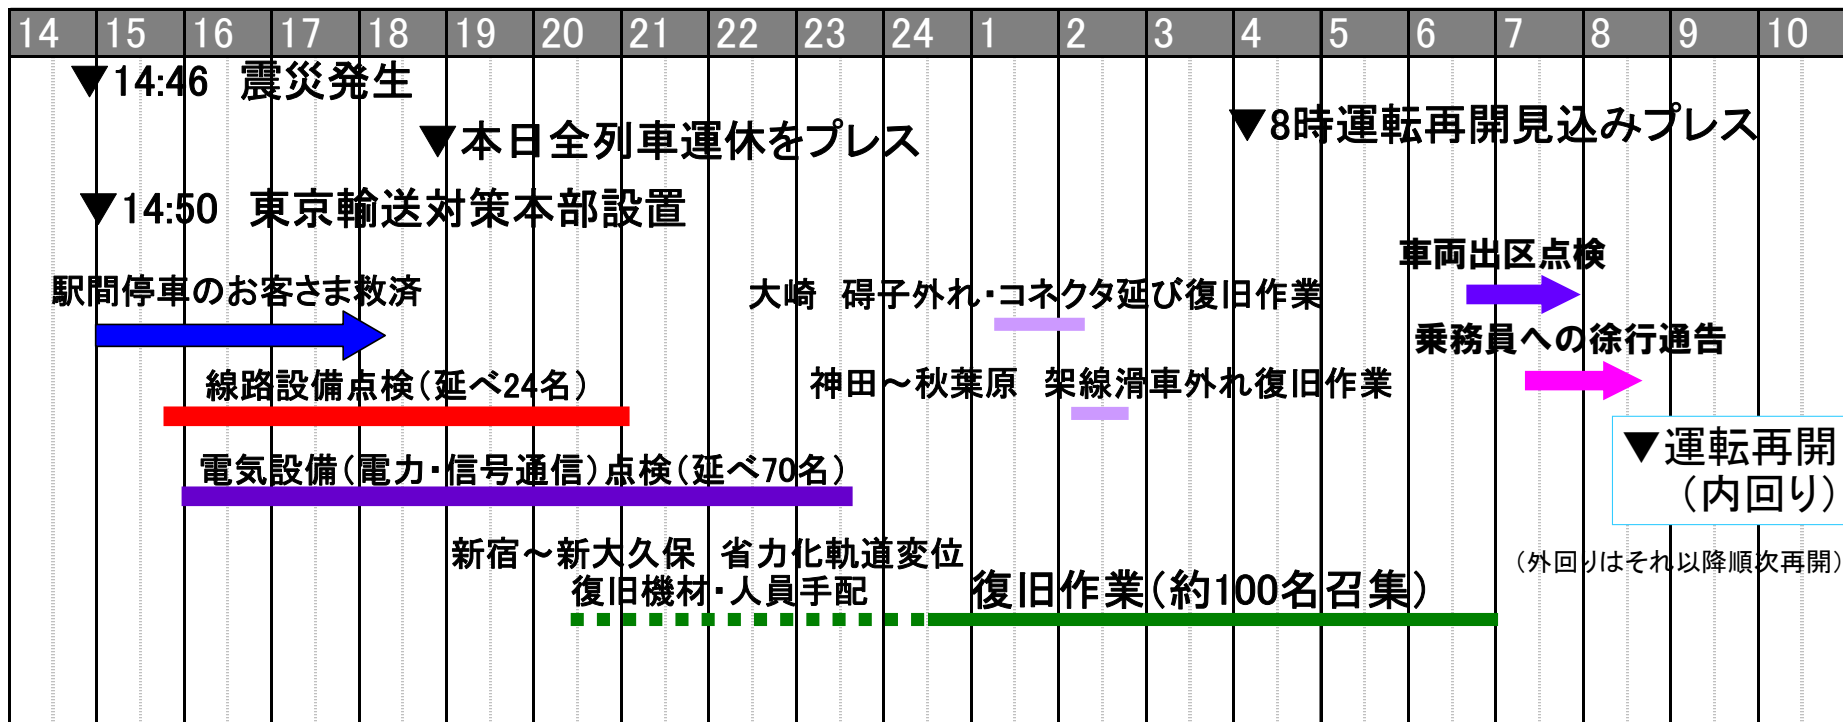 14 15 16 17 18 19 20 21 22 23 24 1 2 3 4 5 6 7 8 9 10
▼14:46 震災発生
▼本日全列車運休をプレス
▼8時運転再開見込みプレス
▼14:50 東京輸送対策本部設置
車両出区点検
駅間停車のお客さま救済
大崎 碍子外れ・コネクタ延び復旧作業
乗務員への徐行通告
線路設備点検(延べ24名)
神田～秋葉原 架線滑車外れ復旧作業
▼運転再開
(内回り)
電気設備(電力・信号通信)点検(延べ70名)
新宿～新大久保 省力化軌道変位
復旧機材・人員手配
復旧作業(約100名召集)
(外回りはそれ以降順次再開)